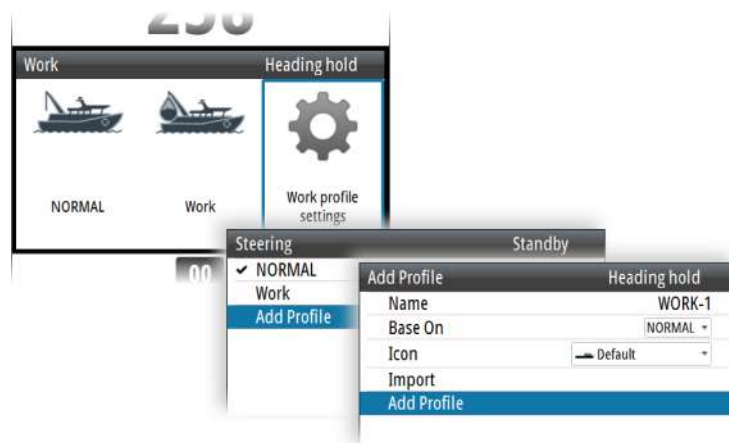 Work Heading hold
NORMAL Work Work profile
settings
00
Steering Standby
NORMAL
Work
Add Profile
Add Profile Heading hold
Name WORK-1
Base On NORMAL
Icon Default
Import
Add Profile